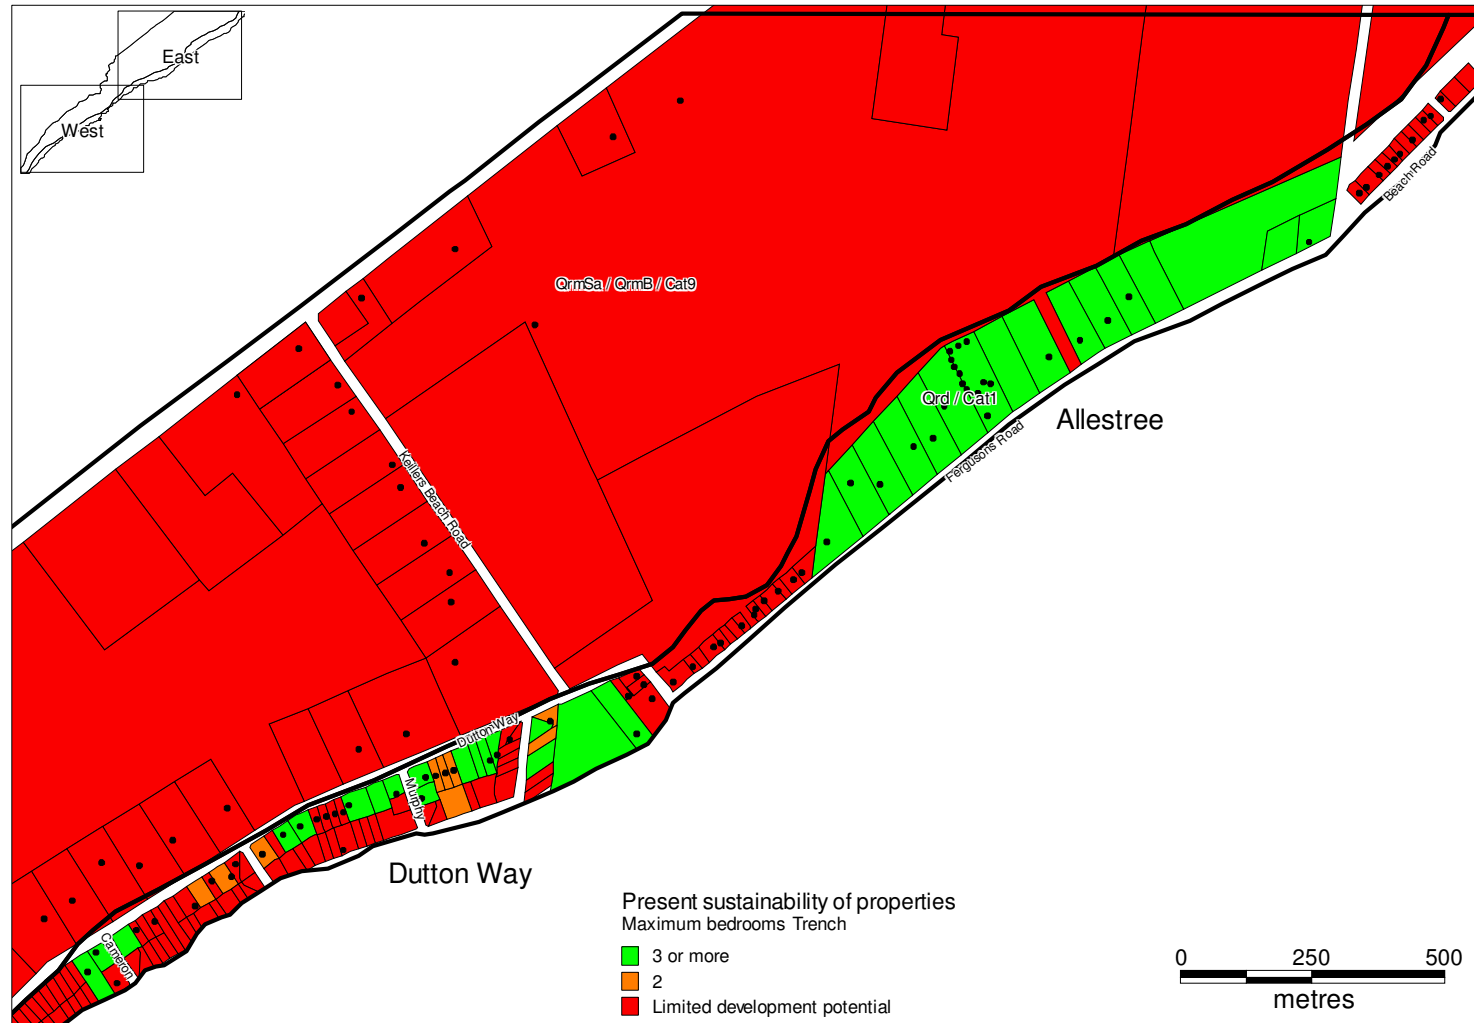 East
West
QrmSa / QrmB / Cat9
Beach Road
Keillers Beach Road
Qrd / Cat1
Allestree
Fergusons Road
Dutton Way
Murphy
Dutton Way
Cameron
Present sustainability of properties
Maximum bedrooms Trench
3 or more
2
Limited development potential
0 250 500
metres